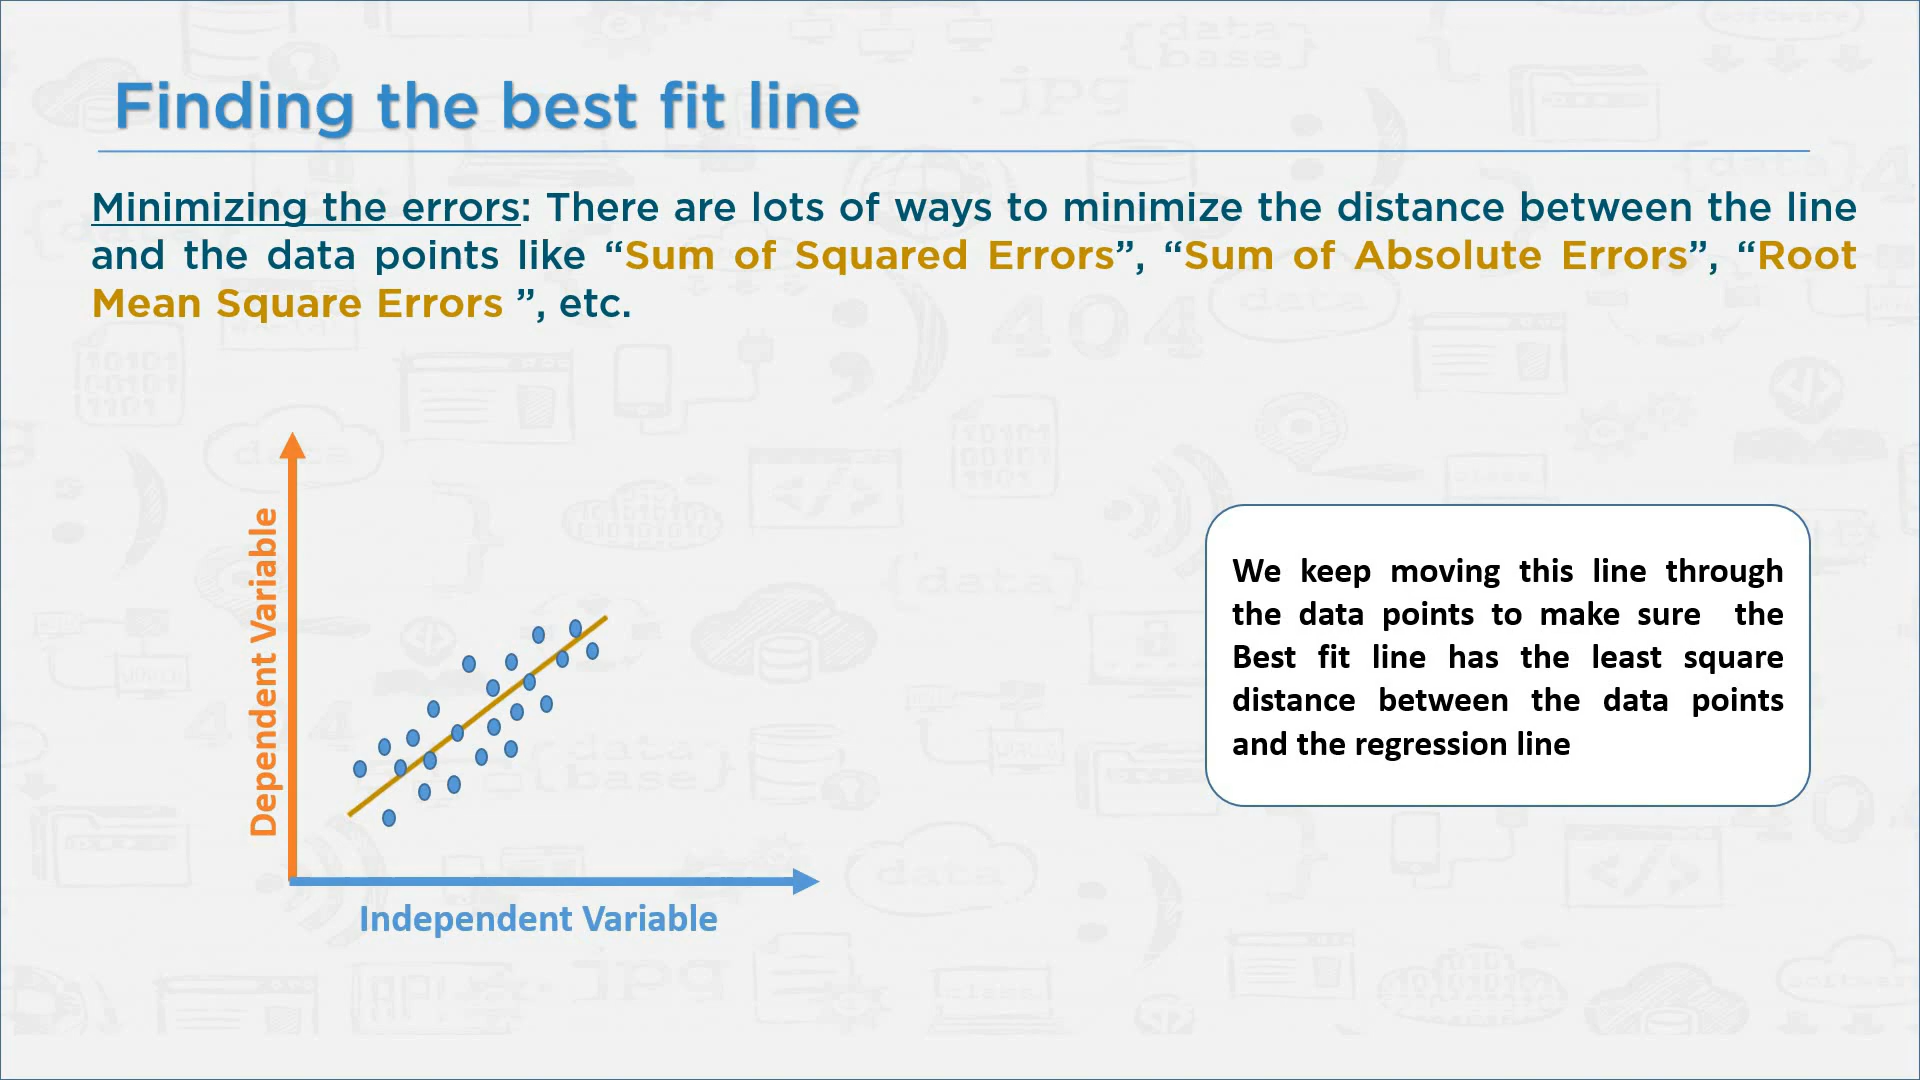 Finding the best fit line
Minimizing the errors: There are lots of ways to minimize the distance between the line
and the data points like “Sum of Squared Errors”, “Sum of Absolute Errors”, “Root
Mean Square Errors ”, etc.
Dependent Variable
Independent Variable
We keep moving this line through
the data points to make sure the
Best fit line has the least square
distance between the data points
and the regression line